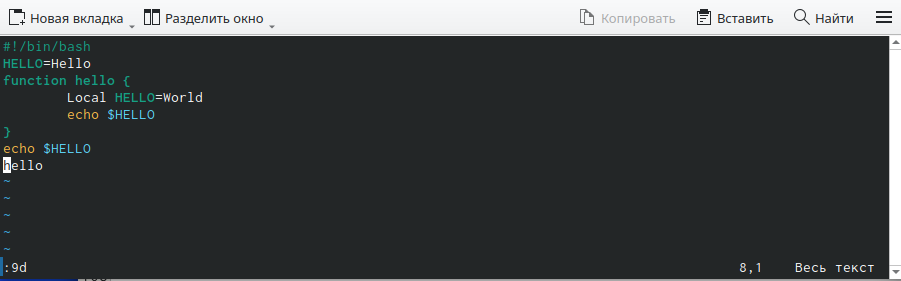 Новая вкладка Разделить окно Копировать Вставить Найти
#!/bin/bash
HELLO=Hello
function hello {
Local HELLO=World
echo $HELLO
}
echo $HELLO
hello
~
~
~
~
~
:9d 8,1 Весь текст